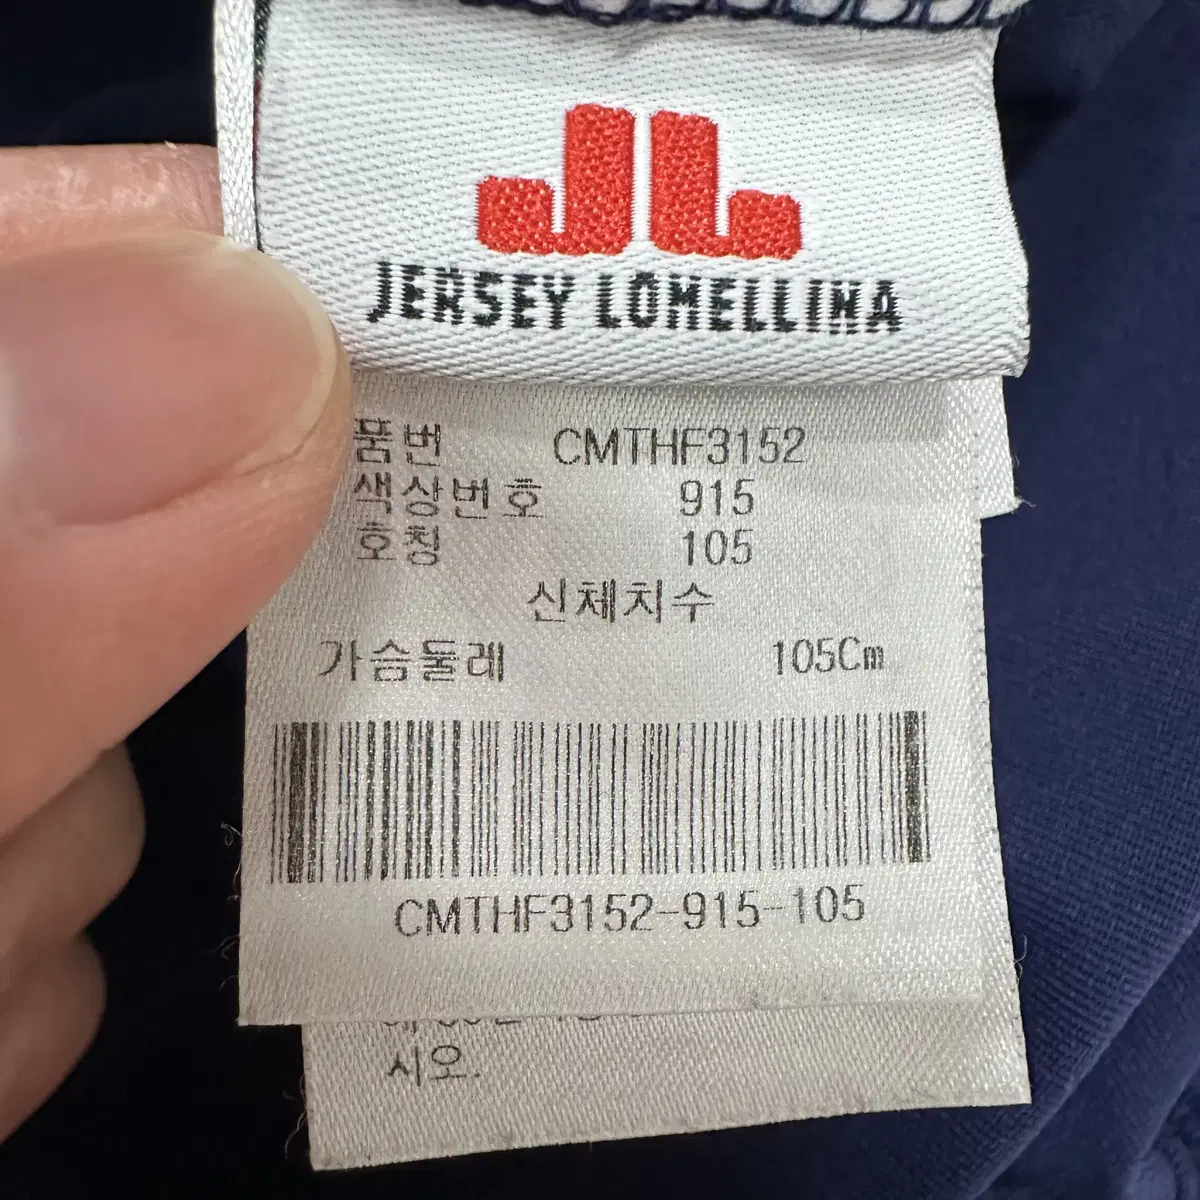 JERSEY LOMELLINA
품번 CMTHF3152
색상번호 915
호칭 105
신체치수
가슴둘레 105Cm
CMTHF3152-915-105
시오.